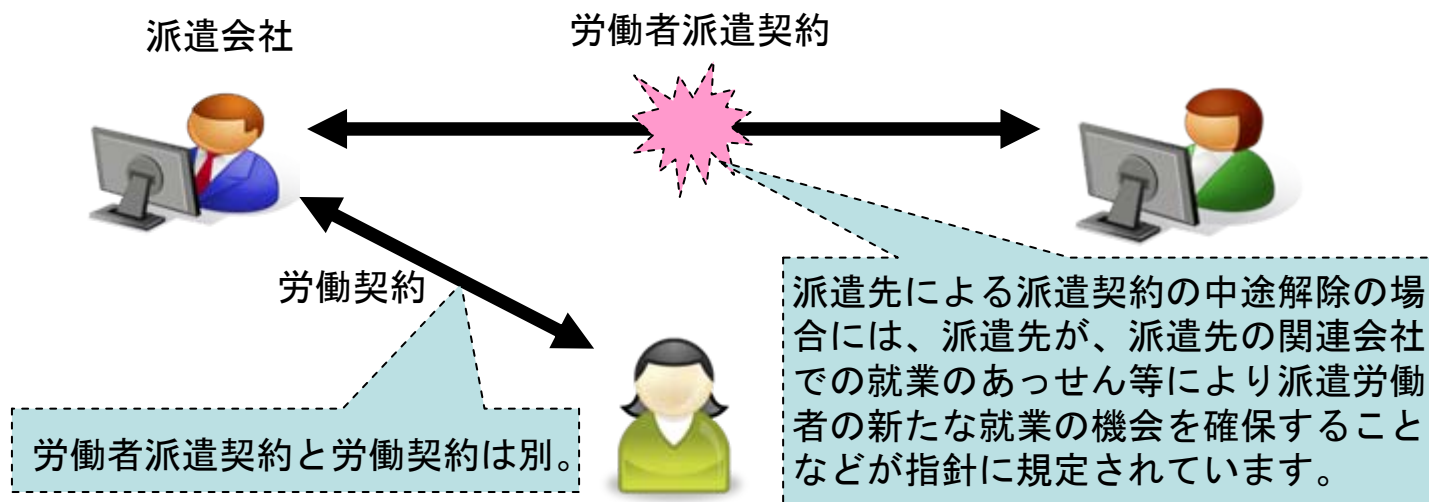 派遣会社
労働者派遣契約
労働契約
派遣先による派遣契約の中途解除の場
合には、派遣先が、派遣先の関連会社
での就業のあっせん等により派遣労働
者の新たな就業の機会を確保すること
などが指針に規定されています。
労働者派遣契約と労働契約は別。